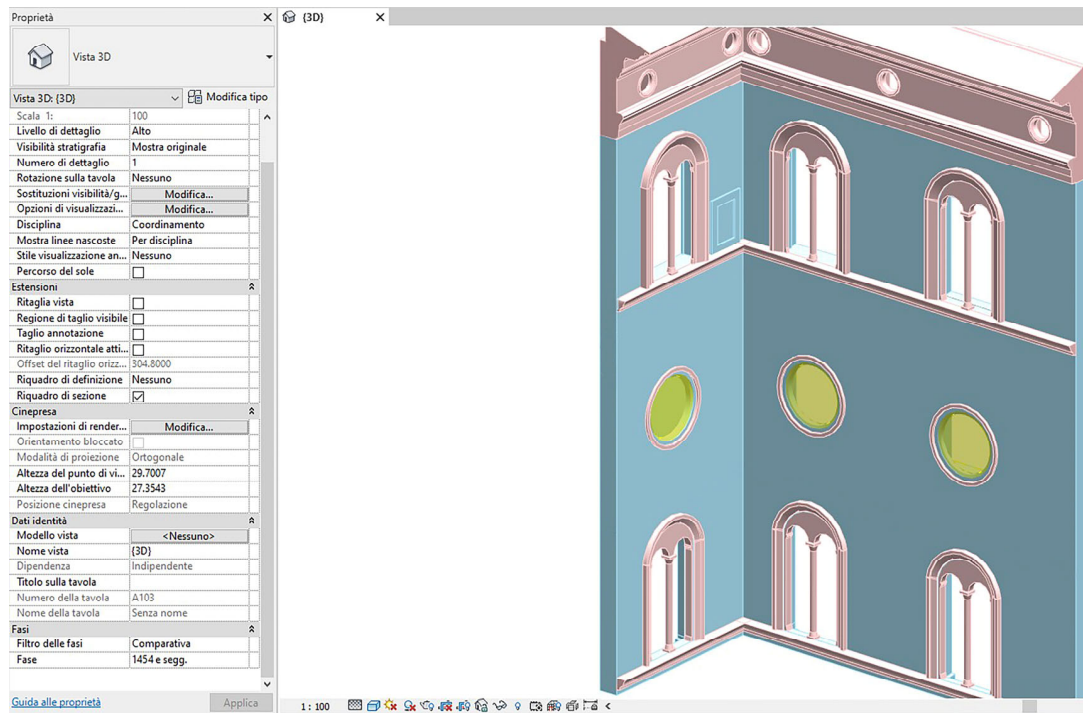 Proprietà
{3D}
Vista 3D
Vista 3D: {3D} Modifica tipo
Scala 1: 100
Livello di dettaglio Alto
Visibilità stratigrafia Mostra originale
Numero di dettaglio 1
Rotazione sulla tavola Nessuno
Sostituzioni visibilità/g... Modifica...
Opzioni di visualizzazi... Modifica...
Disciplina Coordinamento
Mostra linee nascoste Per disciplina
Stile visualizzazione an... Nessuno
Percorso del sole
Estensioni
Ritaglia vista
Regione di taglio visibile
Taglio annotazione
Ritaglio orizzontale atti...
Offset del ritaglio orizz... 304.8000
Riquadro di definizione Nessuno
Riquadro di sezione
Cinepresa
Impostazioni di render... Modifica...
Orientamento bloccato
Modalità di proiezione Ortogonale
Altezza del punto di vi... 29.7007
Altezza dell'obiettivo 27.3543
Posizione cinepresa Regolazione
Dati identità
Modello vista <Nessuno>
Nome vista {3D}
Dipendenza Indipendente
Titolo sulla tavola
Numero della tavola A103
Nome della tavola Senza nome
Fasi
Filtro delle fasi Comparativa
Fase 1454 e segg.
Guida alle proprietà Applica
1 : 100